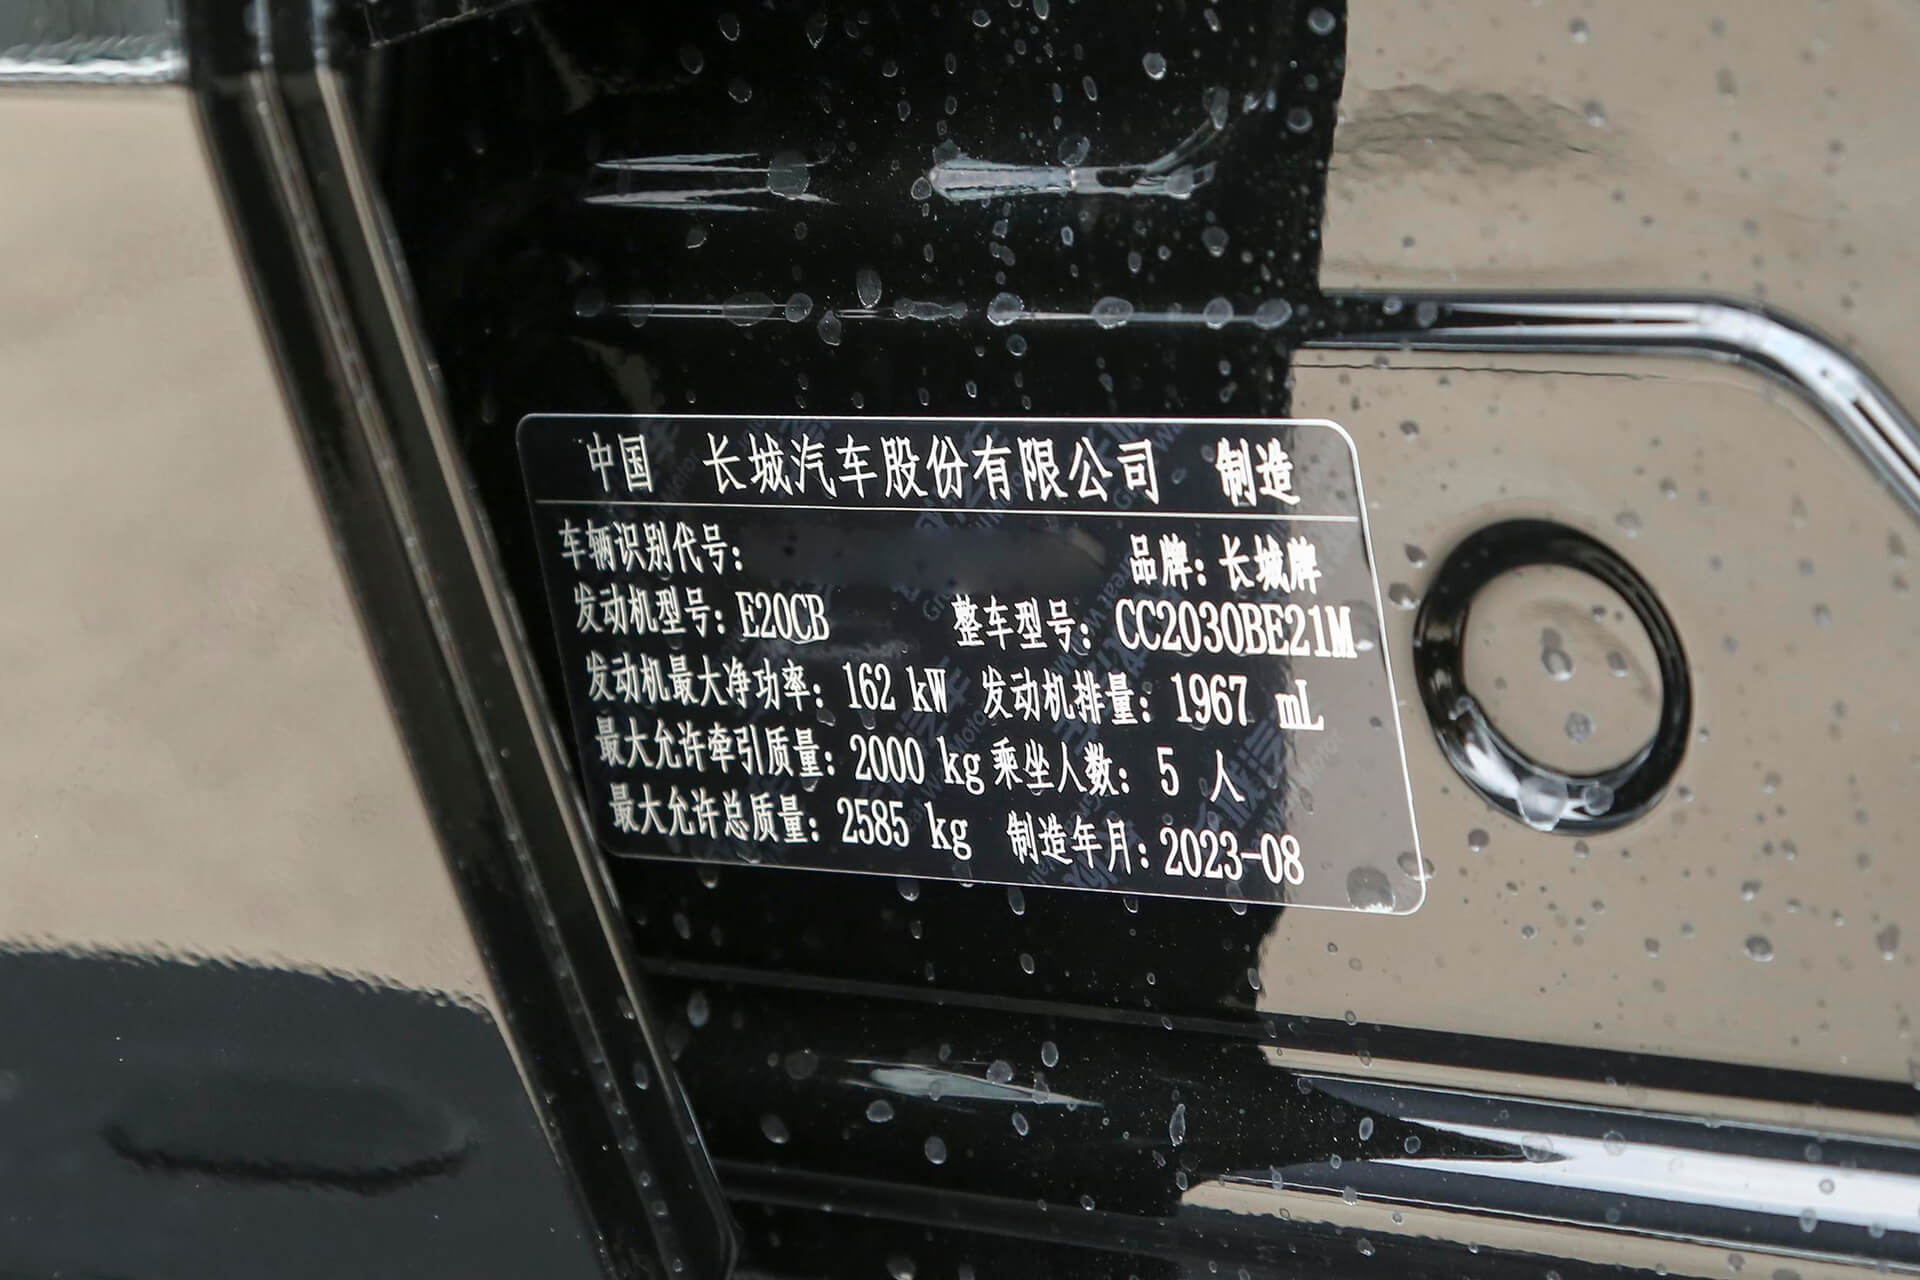 中国 长城汽车股份有限公司 制造
车辆识别代号: 品牌: 长城牌
发动机型号: E20CB 整车型号: CC2030BE21M
发动机最大净功率: 162 kW 发动机排量: 1967 mL
最大允许牵引质量: 2000 kg 乘坐人数: 5 人
最大允许总质量: 2585 kg 制造年月: 2023-08